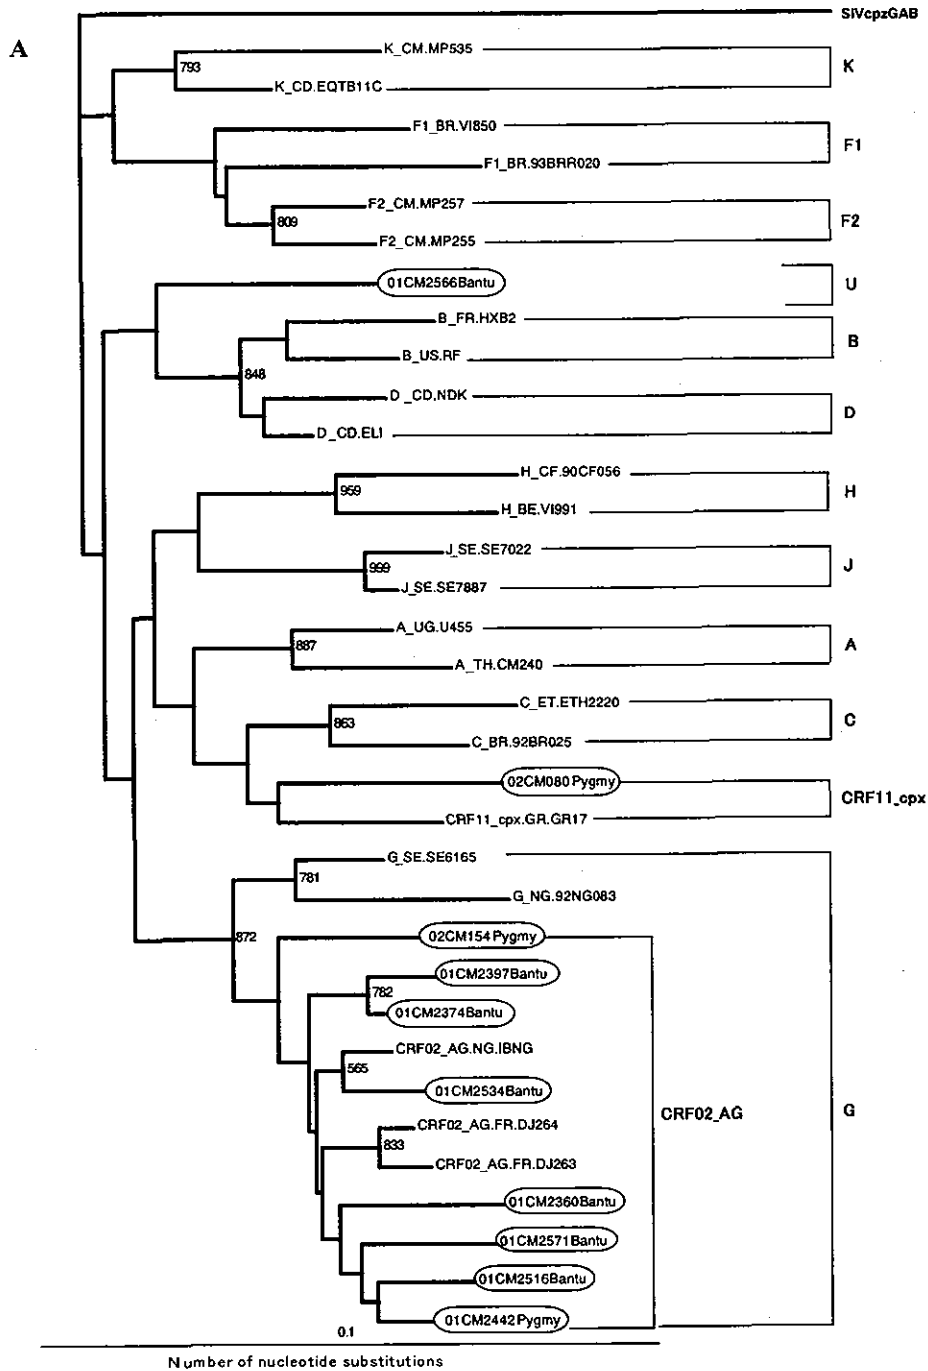 A
SIVcpzGAB
K_CM.MP535
793
K
K_CD.EQTB11C
F1_BR.VI850
F1
F1_BR.93BRR020
F2_CM.MP257
809
F2
F2_CM.MP255
01CM2566Bantu
U
B_FR.HXB2
B
B_US.RF
848
D_CD.NDK
D
D_CD.ELI
H_CF.90CF056
959
H
H_BE.VI991
J_SE.SE7022
999
J
J_SE.SE7887
A_UG.U455
887
A
A_TH.CM240
C_ET.ETH2220
863
C
C_BR.92BR025
02CM080Pygmy
CRF11_cpx
CRF11_cpx.GR.GR17
G_SE.SE6165
781
G_NG.92NG083
872
02CM154Pygmy
01CM2397Bantu
782
01CM2374Bantu
CRF02_AG.NG.IBNG
565
01CM2534Bantu
CRF02_AG
G
CRF02_AG.FR.DJ264
833
CRF02_AG.FR.DJ263
01CM2360Bantu
01CM2571Bantu
01CM2516Bantu
01CM2442Pygmy
0.1
Number of nucleotide substitutions